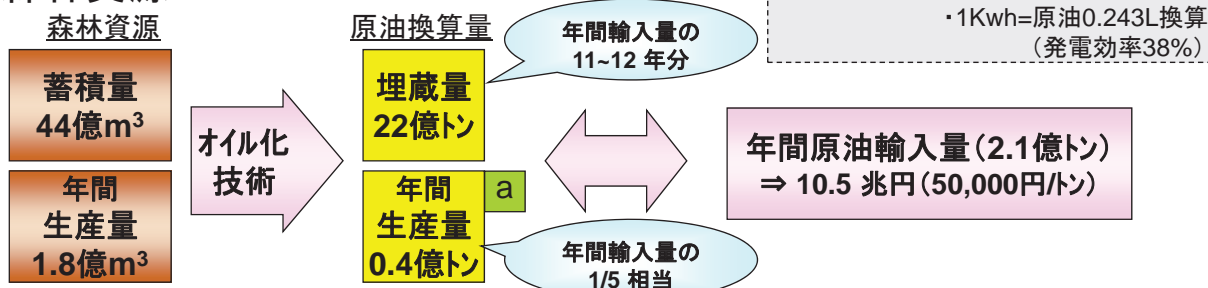 ・1Kwh=原油0.243L換算
(発電効率38%)
森林資源
原油換算量
年間輸入量の
11~12 年分
蓄積量
44億m³
オイル化
技術
埋蔵量
22億トン
年間原油輸入量(2.1億トン)
⇒ 10.5 兆円(50,000円/トン)
年間
生産量
1.8億m³
年間
生産量
0.4億トン
a
年間輸入量の
1/5 相当